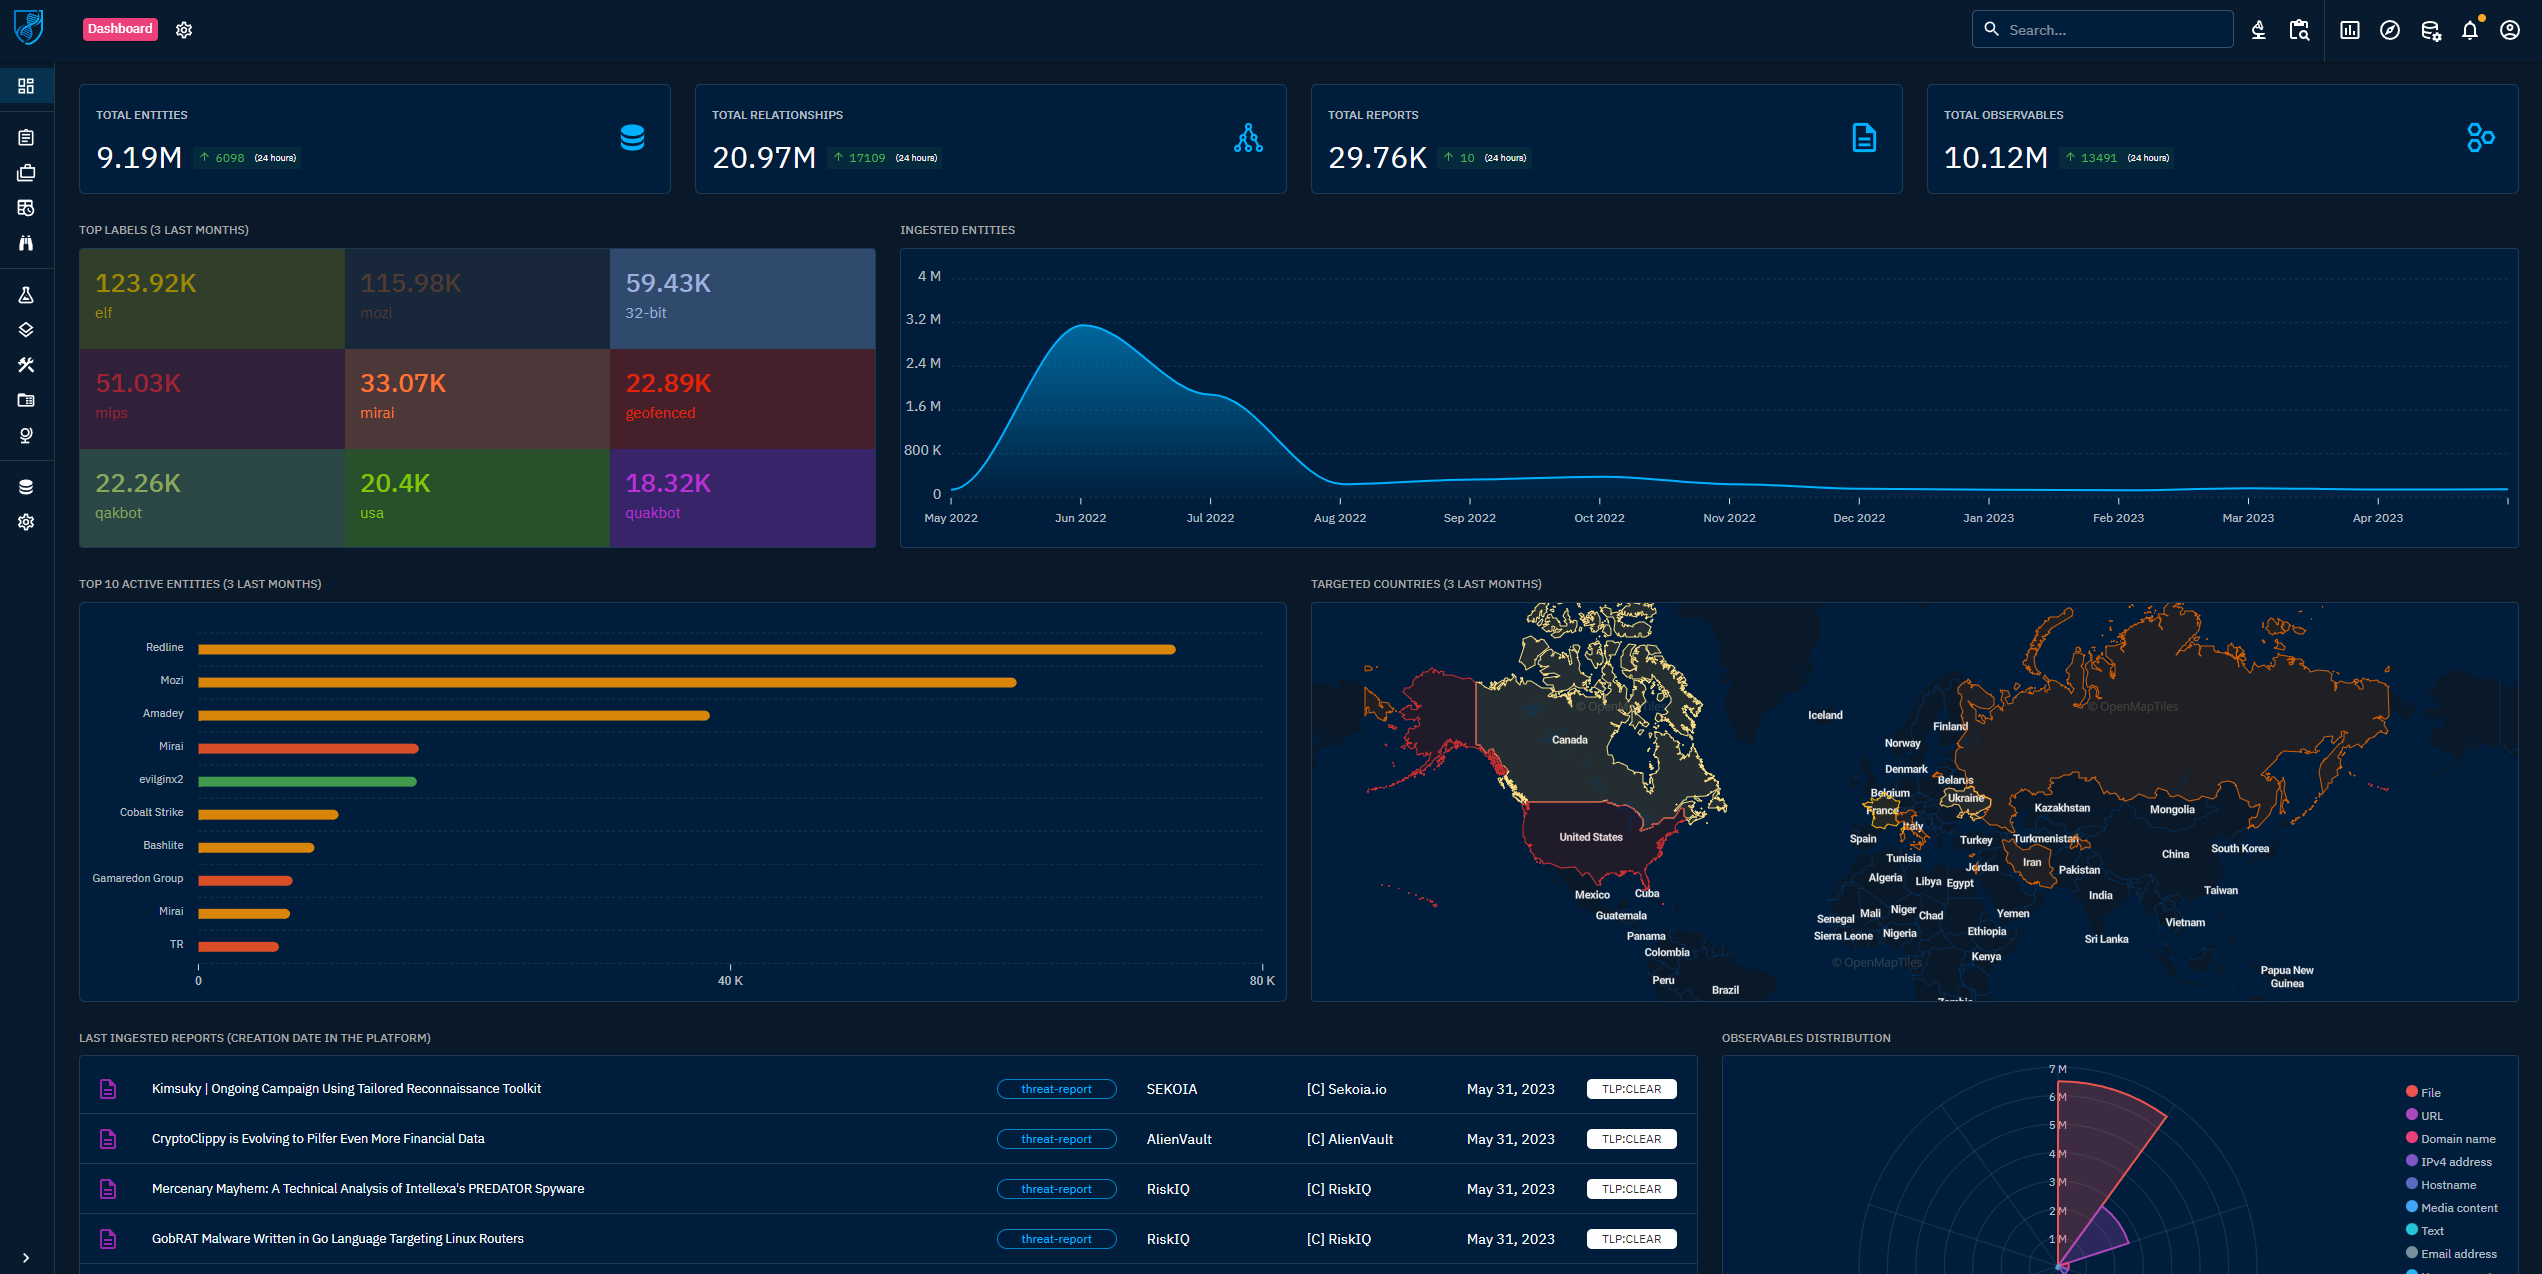 Dashboard
Search...
TOTAL ENTITIES
9.19M
6098 (24 hours)
TOTAL RELATIONSHIPS
20.97M
17109 (24 hours)
TOTAL REPORTS
29.76K
10 (24 hours)
TOTAL OBSERVABLES
10.12M
13491 (24 hours)
TOP LABELS (3 LAST MONTHS)
123.92K
elf
115.98K
mozi
59.43K
32-bit
51.03K
mips
33.07K
mirai
22.89K
geofenced
22.26K
qakbot
20.4K
usa
18.32K
quakbot
INGESTED ENTITIES
4 M
3.2 M
2.4 M
1.6 M
800 K
0
May 2022 Jun 2022 Jul 2022 Aug 2022 Sep 2022 Oct 2022 Nov 2022 Dec 2022 Jan 2023 Feb 2023 Mar 2023 Apr 2023
TOP 10 ACTIVE ENTITIES (3 LAST MONTHS)
Redline
Mozi
Amadey
Mirai
evilginx2
Cobalt Strike
Bashlite
Gamaredon Group
Mirai
TR
0 40 K 80 K
TARGETED COUNTRIES (3 LAST MONTHS)
© OpenMapTiles
© OpenMapTiles
Iceland
Finland
Canada
Norway
Denmark
Belarus
Belgium
Ukraine
Kazakhstan
Mongolia
France
Italy
United States
Spain
Turkey
Turkmenistan
South Korea
China
Tunisia
Iran
Jordan
Pakistan
Algeria
Libya
Egypt
Taiwan
Mexico
Cuba
India
Guatemala
Senegal
Mali
Niger
Chad
Yemen
Vietnam
Panama
Sierra Leone
Nigeria
Ethiopia
Sri Lanka
Colombia
Kenya
© OpenMapTiles
Papua New
Guinea
Peru
Brazil
Zambia
LAST INGESTED REPORTS (CREATION DATE IN THE PLATFORM)
Kimsuky | Ongoing Campaign Using Tailored Reconnaissance Toolkit threat-report SEKOIA [C] Sekoia.io May 31, 2023 TLP:CLEAR
CryptoClippy is Evolving to Pilfer Even More Financial Data threat-report AlienVault [C] AlienVault May 31, 2023 TLP:CLEAR
Mercenary Mayhem: A Technical Analysis of Intellexa's PREDATOR Spyware threat-report RiskIQ [C] RiskIQ May 31, 2023 TLP:CLEAR
GobRAT Malware Written in Go Language Targeting Linux Routers threat-report RiskIQ [C] RiskIQ May 31, 2023 TLP:CLEAR
OBSERVABLES DISTRIBUTION
7 M
6 M
5 M
4 M
3 M
2 M
1 M
File
URL
Domain name
IPv4 address
Hostname
Media content
Text
Email address